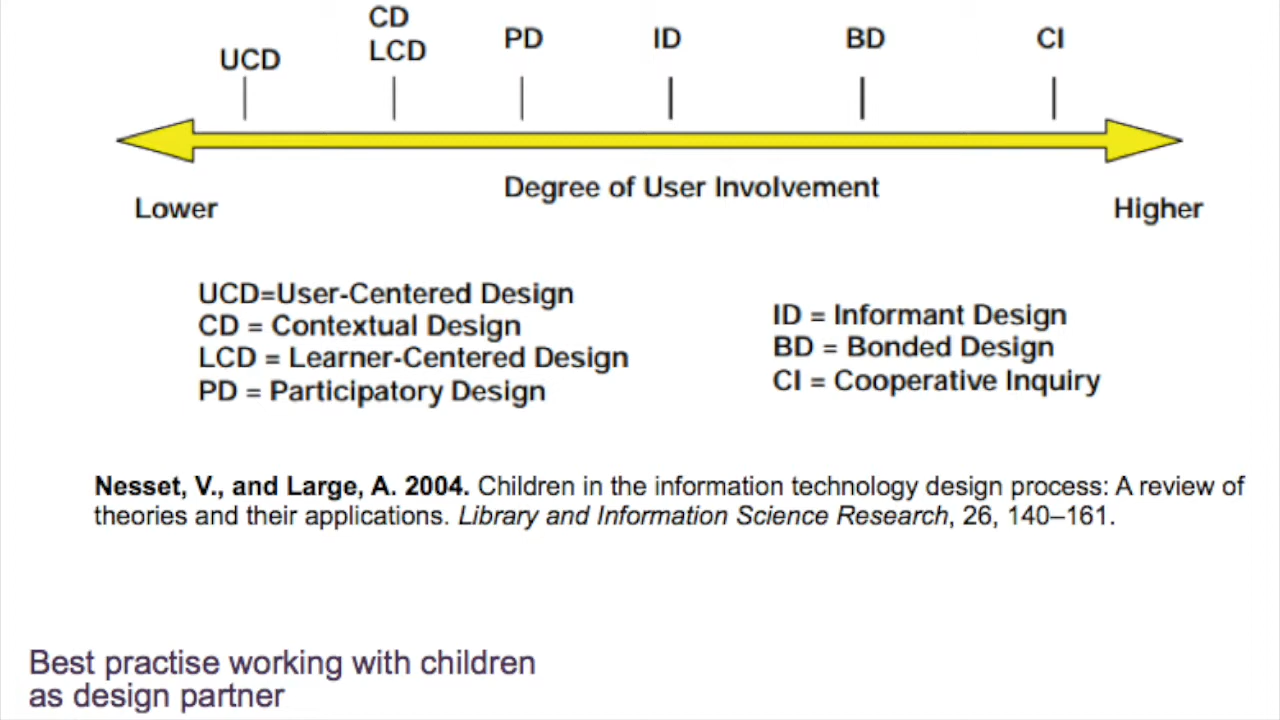 CD
UCD LCD PD ID BD CI
Degree of User Involvement
Lower Higher
UCD=User-Centered Design
CD = Contextual Design
LCD = Learner-Centered Design
PD = Participatory Design
ID = Informant Design
BD = Bonded Design
CI = Cooperative Inquiry
Nesset, V., and Large, A. 2004. Children in the information technology design process: A review of
theories and their applications. Library and Information Science Research, 26, 140–161.
Best practise working with children
as design partner